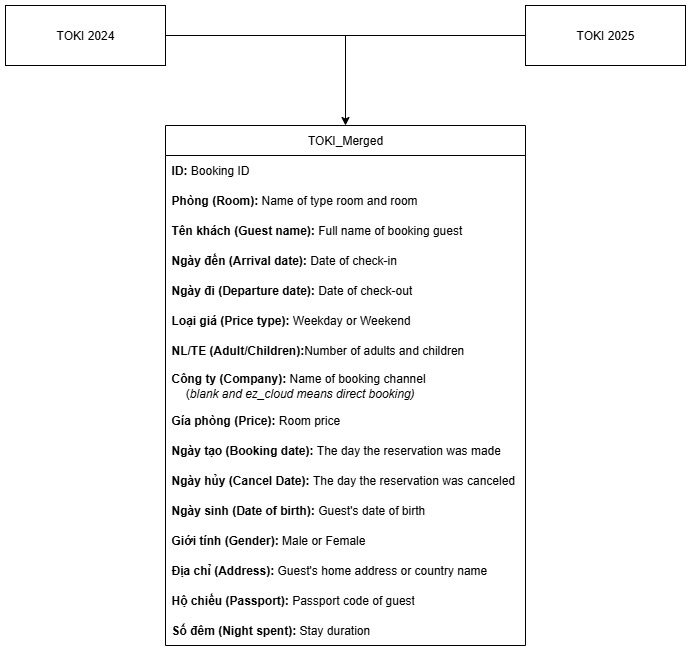 TOKI 2024
TOKI 2025
TOKI_Merged
ID: Booking ID
Phòng (Room): Name of type room and room
Tên khách (Guest name): Full name of booking guest
Ngày đến (Arrival date): Date of check-in
Ngày đi (Departure date): Date of check-out
Loại giá (Price type): Weekday or Weekend
NL/TE (Adult/Children):Number of adults and children
Công ty (Company): Name of booking channel
(blank and ez_cloud means direct booking)
Gía phòng (Price): Room price
Ngày tạo (Booking date): The day the reservation was made
Ngày hủy (Cancel Date): The day the reservation was canceled
Ngày sinh (Date of birth): Guest's date of birth
Giới tính (Gender): Male or Female
Địa chỉ (Address): Guest's home address or country name
Hộ chiếu (Passport): Passport code of guest
Số đêm (Night spent): Stay duration